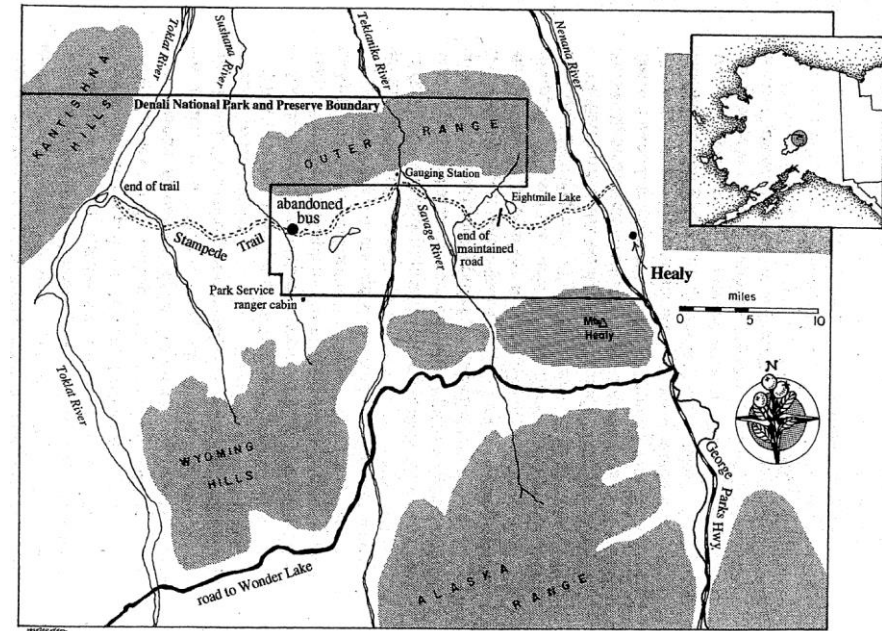 Toklat River
Sushana River
Teklanika River
Nenana River
KANTISHNA
HILLS
Denali National Park and Preserve Boundary
OUTER RANGE
Gauging Station
end of trail
abandoned
bus
Eightmile Lake
Stampede Trail
Savage River
end of
maintained
road
Healy
Park Service
ranger cabin
miles
0 5 10
Mt.
Healy
N
Toklat River
WYOMING
HILLS
George
Parks Hwy.
road to Wonder Lake
ALASKA
RANGE